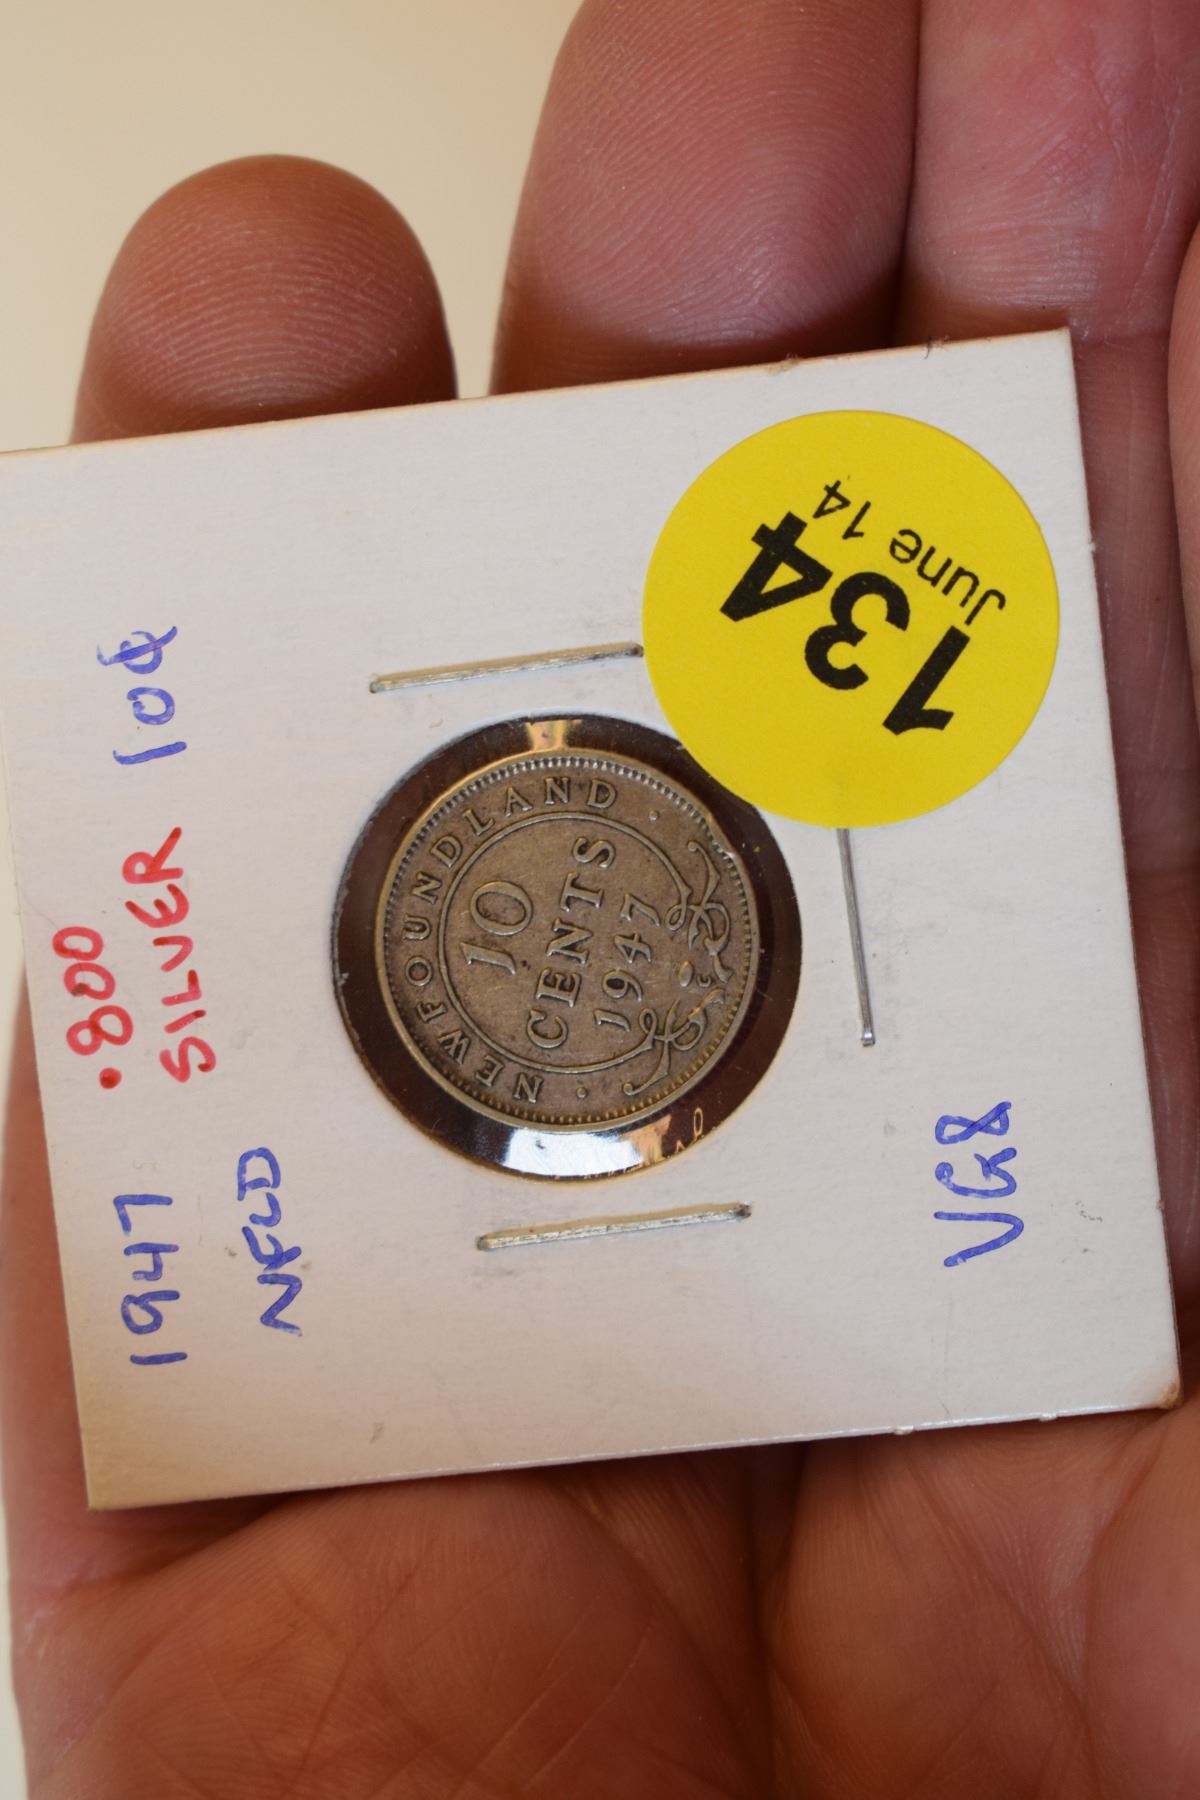 1947 .800 10¢
NFLD SILVER
NEWFOUNDLAND
10
CENTS
1947
C
VG8
134
June 14